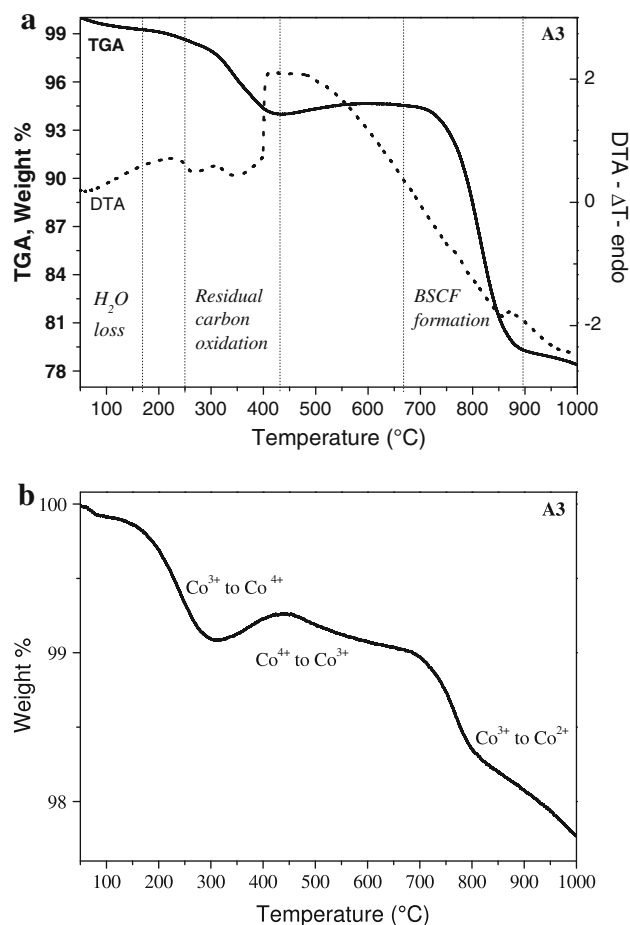 a
TGA
A3
99
96
93
90
87
84
81
78
TGA, Weight %
2
0
-2
DTA - ΔT- endo
DTA
H2O
loss
Residual
carbon
oxidation
BSCF
formation
100 200 300 400 500 600 700 800 900 1000
Temperature (°C)
b
A3
100
99
98
Weight %
Co3+ to Co 4+
Co4+ to Co3+
Co3+ to Co2+
100 200 300 400 500 600 700 800 900 1000
Temperature (°C)